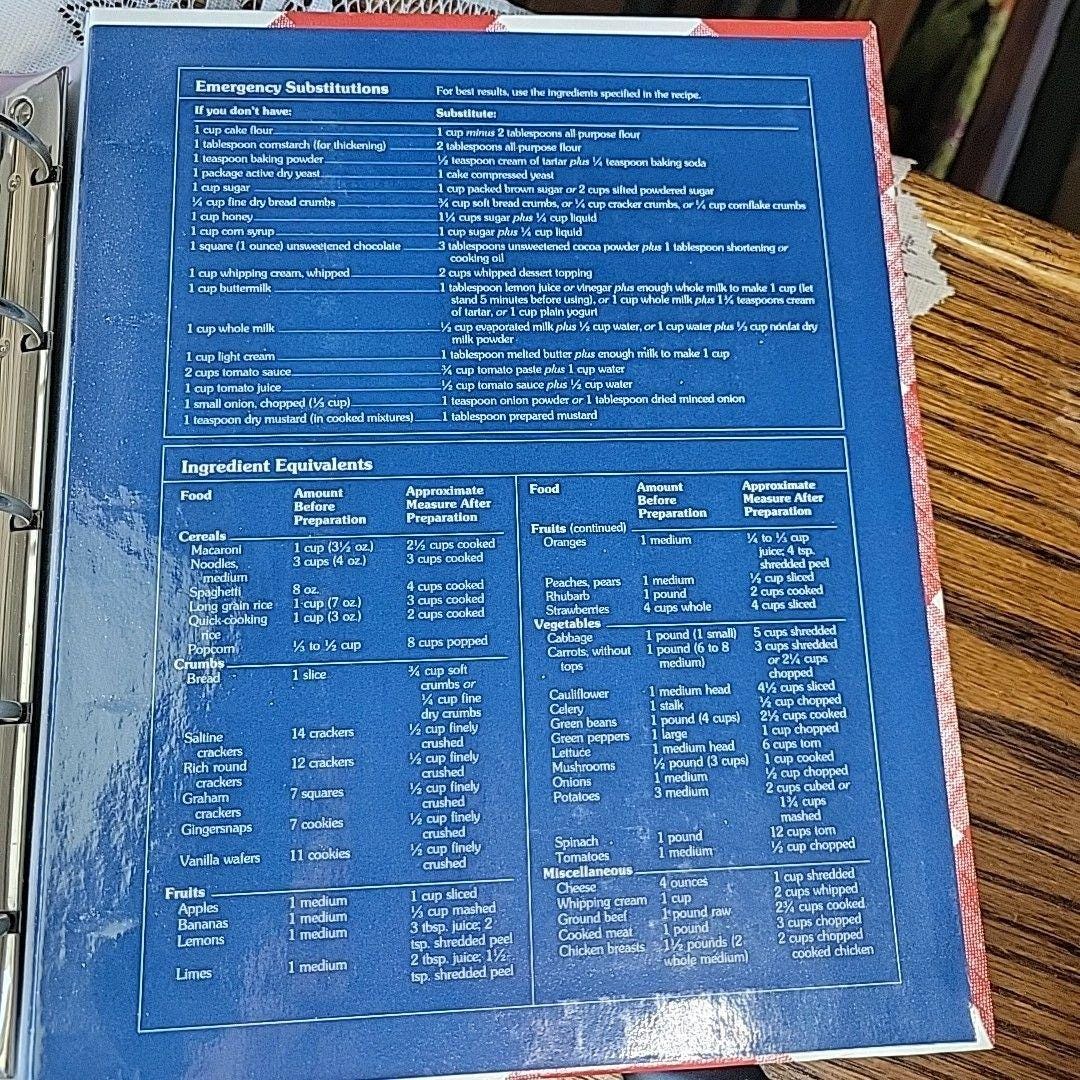 Emergency Substitutions For best results, use the ingredients specified in the recipe.
If you don't have: Substitute:
1 cup cake flour 1 cup minus 2 tablespoons all-purpose flour
1 tablespoon cornstarch (for thickening) 2 tablespoons all-purpose flour
1 teaspoon baking powder ½ teaspoon cream of tartar plus ¼ teaspoon baking soda
1 package active dry yeast 1 cake compressed yeast
1 cup sugar 1 cup packed brown sugar or 2 cups sifted powdered sugar
¼ cup fine dry bread crumbs ¾ cup soft bread crumbs, or ¼ cup cracker crumbs, or ¼ cup cornflake crumbs
1 cup honey 1¼ cups sugar plus ¼ cup liquid
1 cup corn syrup 1 cup sugar plus ¼ cup liquid
1 square (1 ounce) unsweetened chocolate 3 tablespoons unsweetened cocoa powder plus 1 tablespoon shortening or
cooking oil
1 cup whipping cream, whipped 2 cups whipped dessert topping
1 cup buttermilk 1 tablespoon lemon juice or vinegar plus enough whole milk to make 1 cup (let
stand 5 minutes before using), or 1 cup whole milk plus 1¾ teaspoons cream
of tartar, or 1 cup plain yogurt
1 cup whole milk ½ cup evaporated milk plus ½ cup water, or 1 cup water plus ⅓ cup nonfat dry
milk powder
1 cup light cream 1 tablespoon melted butter plus enough milk to make 1 cup
2 cups tomato sauce ¾ cup tomato paste plus 1 cup water
1 cup tomato juice ½ cup tomato sauce plus ½ cup water
1 small onion, chopped (⅓ cup) 1 teaspoon onion powder or 1 tablespoon dried minced onion
1 teaspoon dry mustard (in cooked mixtures) 1 tablespoon prepared mustard
Ingredient Equivalents
Food Amount Approximate
Before Measure After
Preparation Preparation
Cereals
Macaroni 1 cup (3½ oz.) 2½ cups cooked
Noodles, 3 cups (4 oz.) 3 cups cooked
medium
Spaghetti 8 oz. 4 cups cooked
Long grain rice 1 cup (7 oz.) 3 cups cooked
Quick-cooking 1 cup (3 oz.) 2 cups cooked
rice
Popcorn ⅓ to ½ cup 8 cups popped
Crumbs
Bread 1 slice ¾ cup soft
crumbs or
¼ cup fine
dry crumbs
Saltine 14 crackers ½ cup finely
crackers crushed
Rich round 12 crackers ½ cup finely
crackers crushed
Graham 7 squares ½ cup finely
crackers crushed
Gingersnaps 7 cookies ½ cup finely
crushed
Vanilla wafers 11 cookies ½ cup finely
crushed
Fruits
Apples 1 medium 1 cup sliced
Bananas 1 medium ⅓ cup mashed
Lemons 1 medium 3 tbsp. juice; 2
tsp. shredded peel
Limes 1 medium 2 tbsp. juice; 1½
tsp. shredded peel
Food Amount Approximate
Before Measure After
Preparation Preparation
Fruits (continued)
Oranges 1 medium ¼ to ⅓ cup
juice; 4 tsp.
shredded peel
Peaches, pears 1 medium ½ cup sliced
Rhubarb 1 pound 2 cups cooked
Strawberries 4 cups whole 4 cups sliced
Vegetables
Cabbage 1 pound (1 small) 5 cups shredded
Carrots, without 1 pound (6 to 8 3 cups shredded
tops medium) or 2¼ cups
chopped
Cauliflower 1 medium head 4½ cups sliced
Celery 1 stalk ½ cup chopped
Green beans 1 pound (4 cups) 2½ cups cooked
Green peppers 1 large 1 cup chopped
Lettuce 1 medium head 6 cups torn
Mushrooms ½ pound (3 cups) 1 cup cooked
Onions 1 medium ½ cup chopped
Potatoes 3 medium 2 cups cubed or
1¾ cups
mashed
Spinach 1 pound 12 cups torn
Tomatoes 1 medium ½ cup chopped
Miscellaneous
Cheese 4 ounces 1 cup shredded
Whipping cream 1 cup 2 cups whipped
Ground beef 1 pound raw 2¾ cups cooked
Cooked meat 1 pound 3 cups chopped
Chicken breasts 1½ pounds (2 2 cups chopped
whole medium) cooked chicken